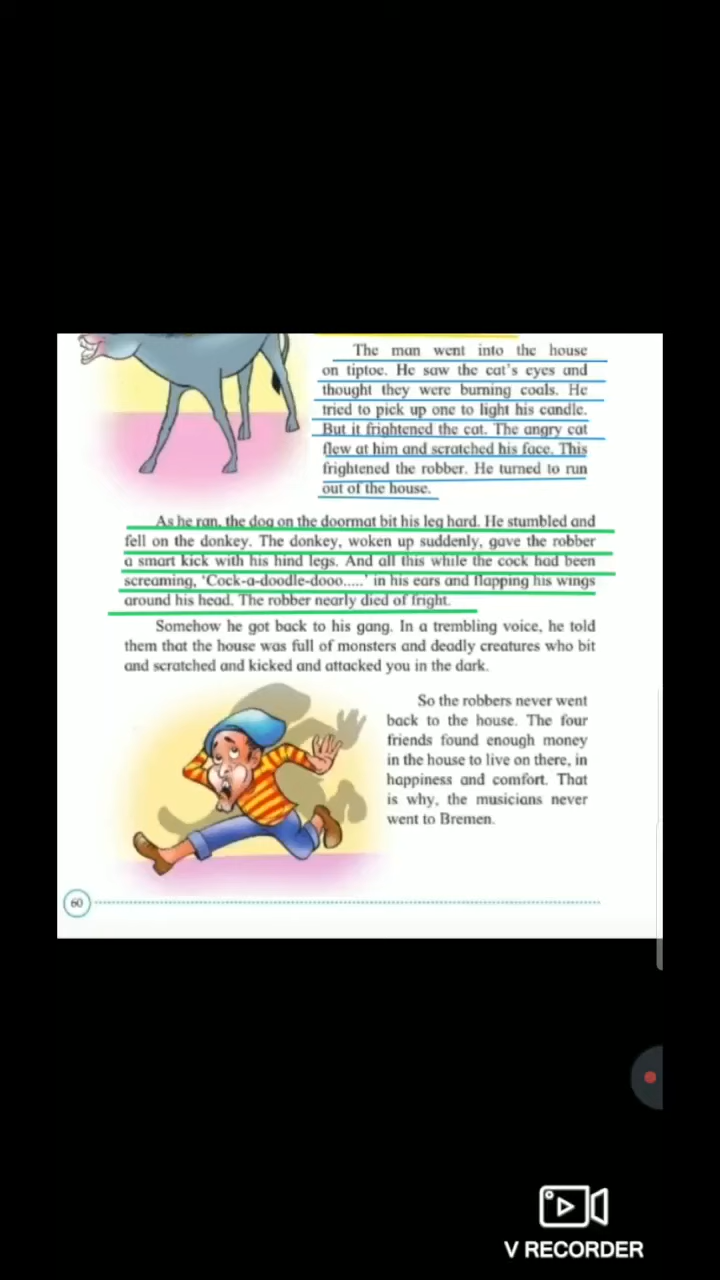 The man went into the house
on tiptoe. He saw the cat's eyes and
thought they were burning coals. He
tried to pick up one to light his candle.
But it frightened the cat. The angry cat
flew at him and scratched his face. This
frightened the robber. He turned to run
out of the house.
As he ran, the dog on the doormat bit his leg hard. He stumbled and
fell on the donkey. The donkey, woken up suddenly, gave the robber
a smart kick with his hind legs. And all this while the cock had been
screaming, 'Cock-a-doodle-dooo.....' in his ears and flapping his wings
around his head. The robber nearly died of fright.
Somehow he got back to his gang. In a trembling voice, he told
them that the house was full of monsters and deadly creatures who bit
and scratched and kicked and attacked you in the dark.
So the robbers never went
back to the house. The four
friends found enough money
in the house to live on there, in
happiness and comfort. That
is why, the musicians never
went to Bremen.
60
V RECORDER